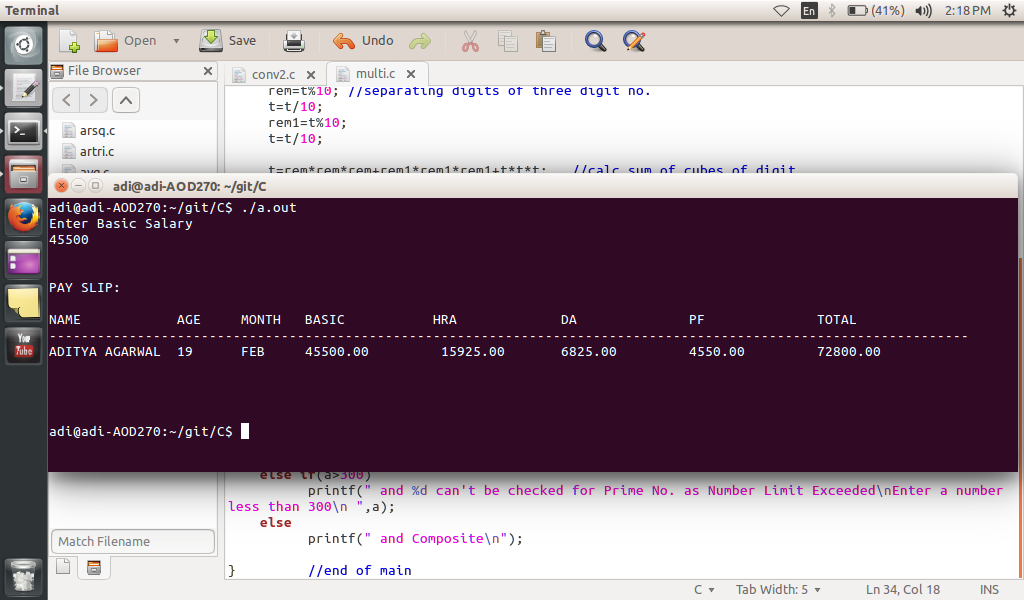 Terminal
En
(41%)
2:18 PM
Open
Save
Undo
File Browser
conv2.c
multi.c
rem=t%10; //separating digits of three digit no.
t=t/10;
rem1=t%10;
t=t/10;
arsq.c
artri.c
t=rem*rem*rem+rem1*rem1*rem1+t*t*t; //calc sum of cubes of digit
adi@adi-AOD270: ~/git/C
adi@adi-AOD270:~/git/C$ ./a.out
Enter Basic Salary
45500
PAY SLIP:
NAME AGE MONTH BASIC HRA DA PF TOTAL
-------------------------------------------------------------------------------------------------------------------
ADITYA AGARWAL 19 FEB 45500.00 15925.00 6825.00 4550.00 72800.00
adi@adi-AOD270:~/git/C$
You
Tube
else if(a>300)
printf(" and %d can't be checked for Prime No. as Number Limit Exceeded\nEnter a number
less than 300\n ",a);
else
printf(" and Composite\n");
} //end of main
Match Filename
C
Tab Width: 5
Ln 34, Col 18
INS